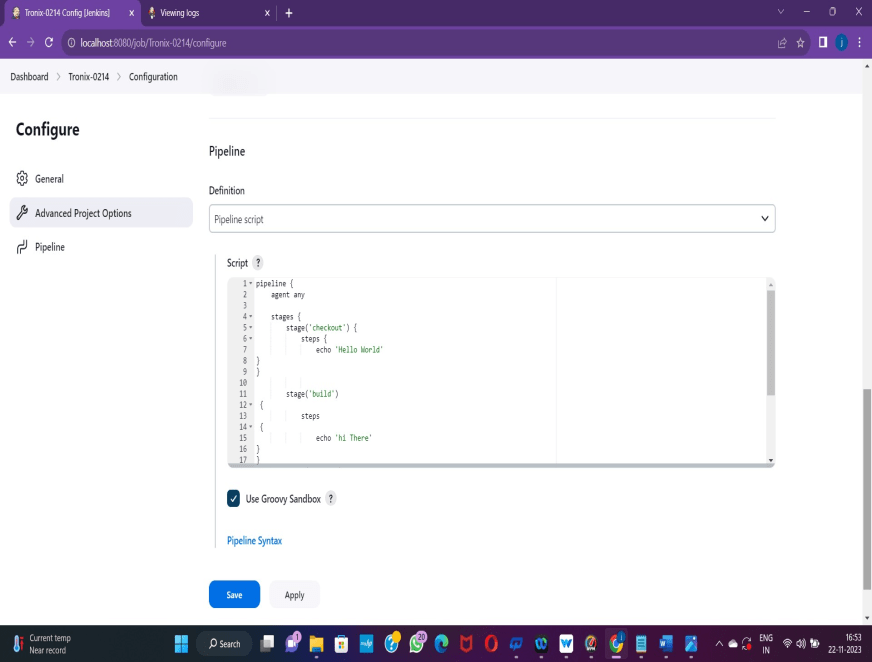 Tronix-0214 Config [Jenkins]
Viewing logs
localhost:8080/job/Tronix-0214/configure
Dashboard > Tronix-0214 > Configuration
Configure
General
Advanced Project Options
Pipeline
Pipeline
Definition
Pipeline script
Script ?
1 pipeline {
2 agent any
3
4 stages {
5 stage('checkout') {
6 steps {
7 echo 'Hello World'
8 }
9 }
10
11 stage('build')
12 {
13 steps
14 {
15 echo 'hi There'
16 }
17 }
Use Groovy Sandbox ?
Pipeline Syntax
Save
Apply
Current temp
Near record
Search
1
20
ENG
IN
16:53
22-11-2023